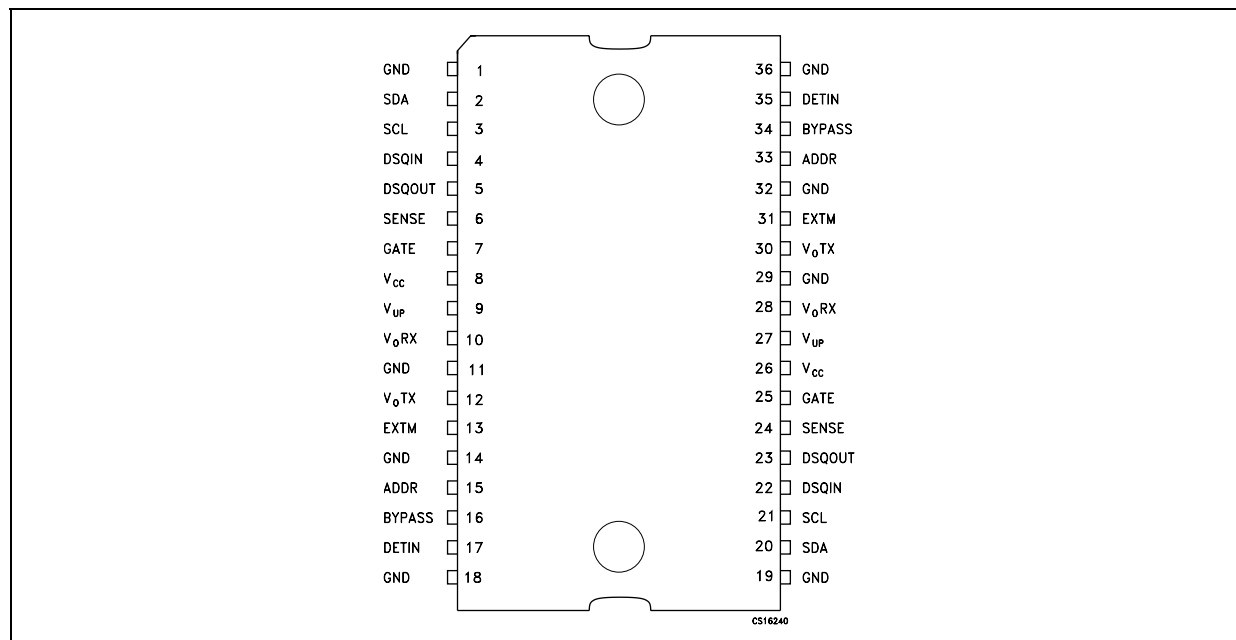 GND 1 36 GND
SDA 2 35 DETIN
SCL 3 34 BYPASS
DSQIN 4 33 ADDR
DSQOUT 5 32 GND
SENSE 6 31 EXTM
GATE 7 30 VoTX
VCC 8 29 GND
VUP 9 28 VoRX
VoRX 10 27 VUP
GND 11 26 VCC
VoTX 12 25 GATE
EXTM 13 24 SENSE
GND 14 23 DSQOUT
ADDR 15 22 DSQIN
BYPASS 16 21 SCL
DETIN 17 20 SDA
GND 18 19 GND
CS16240